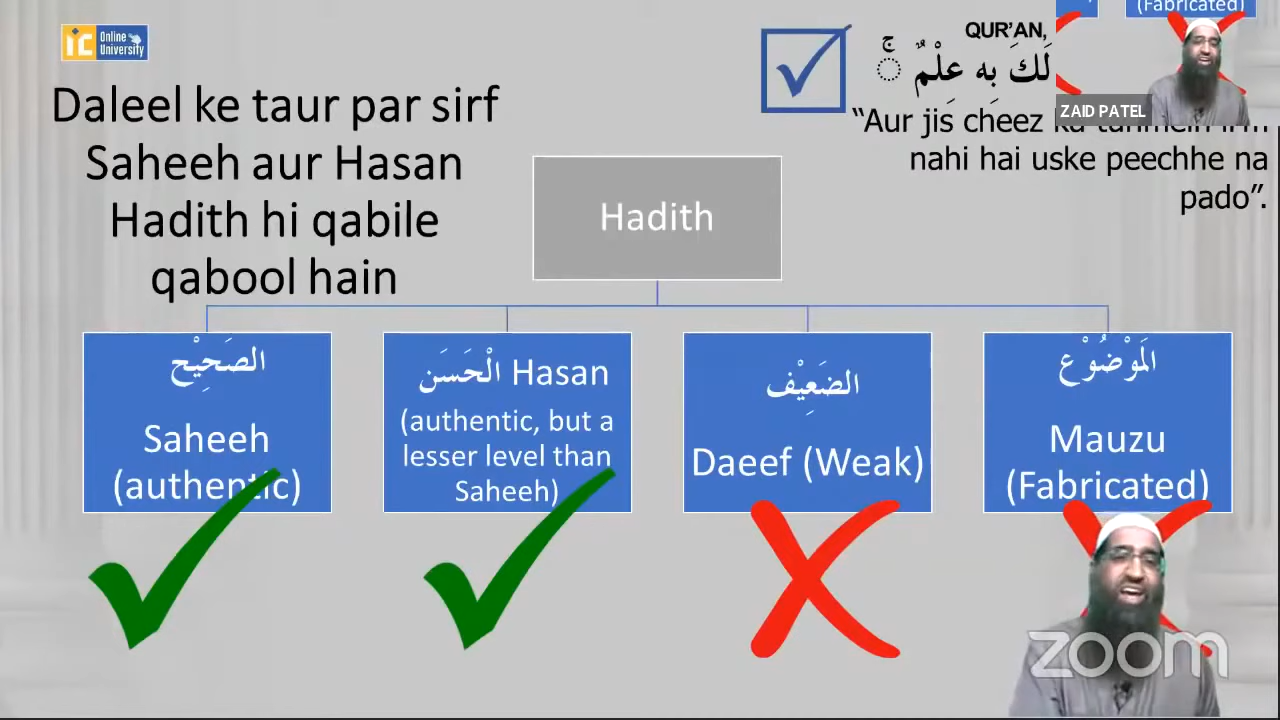 iC Online
University
Daleel ke taur par sirf
Saheeh aur Hasan
Hadith hi qabile
qabool hain
QUR’AN,
لَكَ بِهٖ عِلْمٌ ۚ
“Aur jis cheez
nahi hai uske peechhe na
pado”.
(Fabricated)
ZAID PATEL
Hadith
الصَحِيْح
Saheeh
(authentic)
الْحَسَن Hasan
(authentic, but a
lesser level than
Saheeh)
الضَعِيْف
Daeef (Weak)
المَوْضُوْع
Mauzu
(Fabricated)
zoom